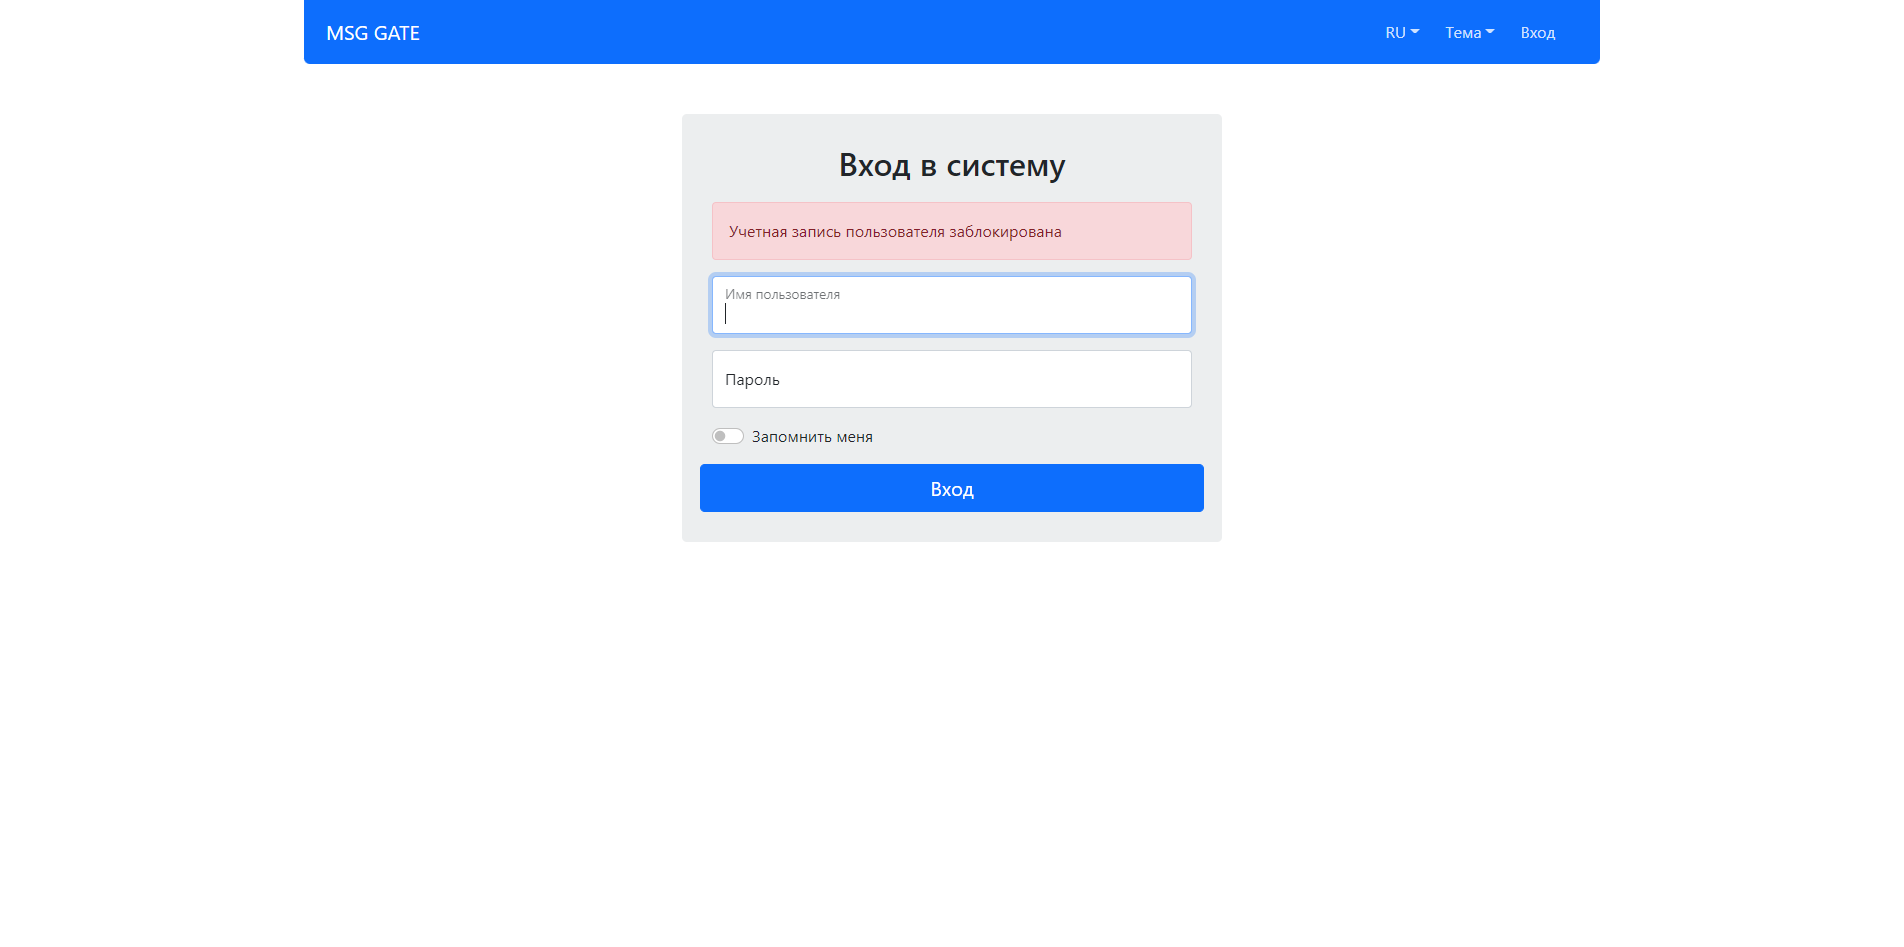 MSG GATE
RU
Тема
Вход
Вход в систему
Учетная запись пользователя заблокирована
Имя пользователя
Пароль
Запомнить меня
Вход